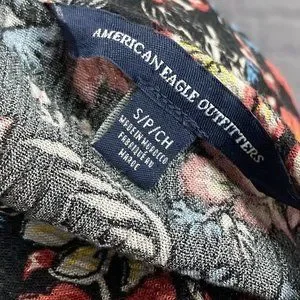 AMERICAN EAGLE OUTFITTERS
S/P/CH
MADE IN MOROCCO
FABRIQUÉ AU
MAROC